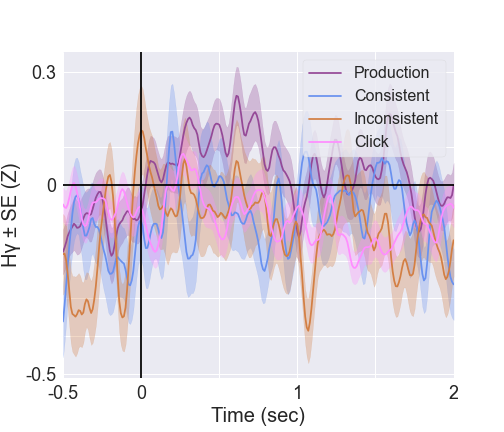 Production
Consistent
Inconsistent
Click
0.3
0
-0.5
Hγ ± SE (Z)
-0.5
0
1
2
Time (sec)